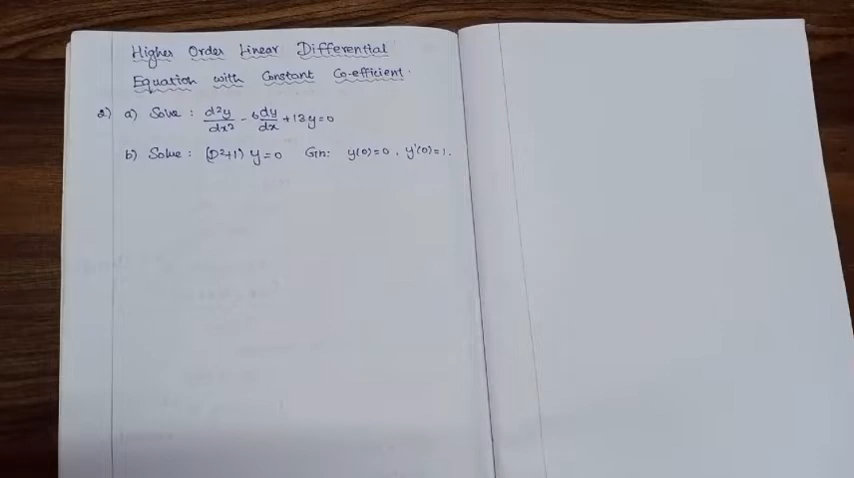 Higher Order Linear Differential
Equation with Constant Co-efficient.
2) a) Solve : d²y/dx² - 6dy/dx + 13y=0
b) Solve : (D²+1) y=0 Gn: y(0)=0, y'(0)=1.